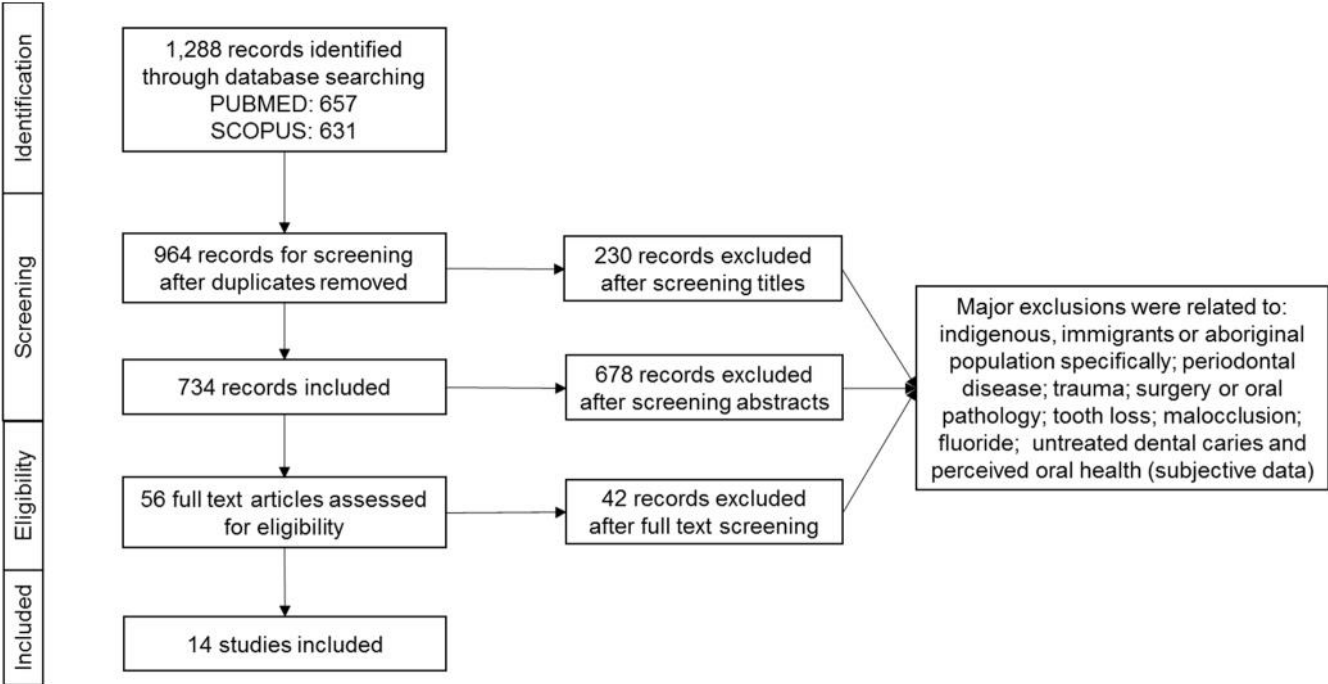 Identification
1,288 records identified
through database searching
PUBMED: 657
SCOPUS: 631
Screening
964 records for screening
after duplicates removed
230 records excluded
after screening titles
734 records included
678 records excluded
after screening abstracts
Major exclusions were related to:
indigenous, immigrants or aboriginal
population specifically; periodontal
disease; trauma; surgery or oral
pathology; tooth loss; malocclusion;
fluoride; untreated dental caries and
perceived oral health (subjective data)
Eligibility
56 full text articles assessed
for eligibility
42 records excluded
after full text screening
Included
14 studies included